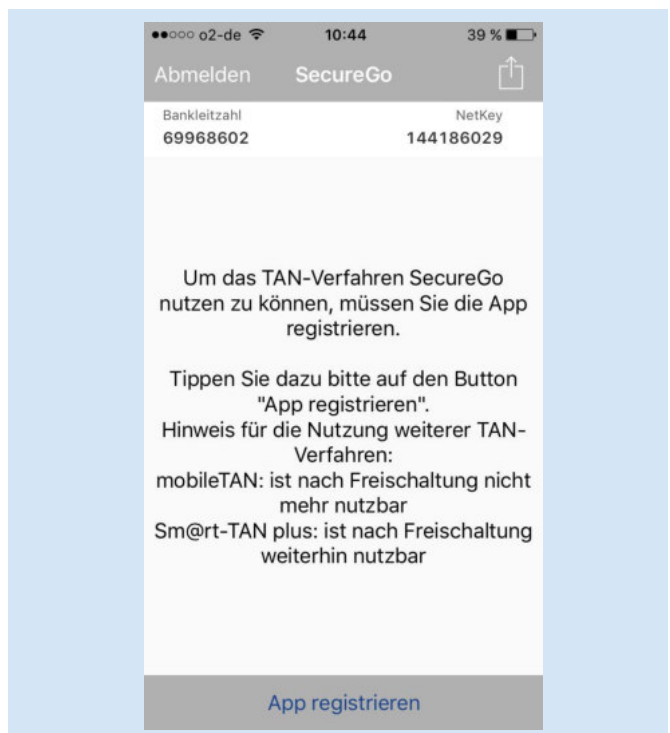 o2-de 10:44 39 %
Abmelden SecureGo
Bankleitzahl NetKey
69968602 144186029
Um das TAN-Verfahren SecureGo
nutzen zu können, müssen Sie die App
registrieren.
Tippen Sie dazu bitte auf den Button
"App registrieren".
Hinweis für die Nutzung weiterer TAN-
Verfahren:
mobileTAN: ist nach Freischaltung nicht
mehr nutzbar
Sm@rt-TAN plus: ist nach Freischaltung
weiterhin nutzbar
App registrieren